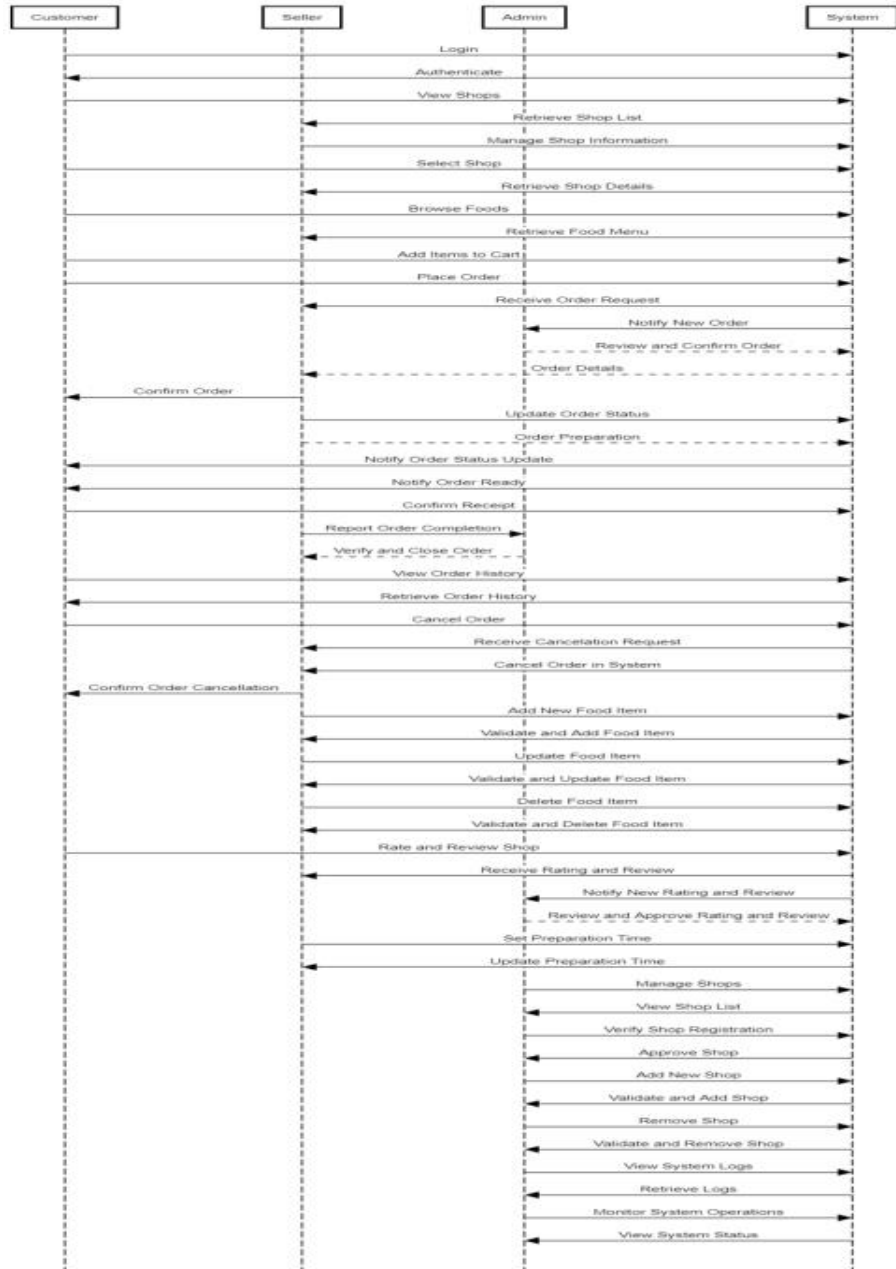 Customer Seller Admin System
Login
Authenticate
View Shops
Retrieve Shop List
Manage Shop Information
Select Shop
Retrieve Shop Details
Browse Foods
Retrieve Food Menu
Add Items to Cart
Place Order
Receive Order Request
Notify New Order
Review and Confirm Order
Order Details
Confirm Order
Update Order Status
Order Preparation
Notify Order Status Update
Notify Order Ready
Confirm Receipt
Report Order Completion
Verify and Close Order
View Order History
Retrieve Order History
Cancel Order
Receive Cancelation Request
Cancel Order in System
Confirm Order Cancellation
Add New Food Item
Validate and Add Food Item
Update Food Item
Validate and Update Food Item
Delete Food Item
Validate and Delete Food Item
Rate and Review Shop
Receive Rating and Review
Notify New Rating and Review
Review and Approve Rating and Review
Set Preparation Time
Update Preparation Time
Manage Shops
View Shop List
Verify Shop Registration
Approve Shop
Add New Shop
Validate and Add Shop
Remove Shop
Validate and Remove Shop
View System Logs
Retrieve Logs
Monitor System Operations
View System Status